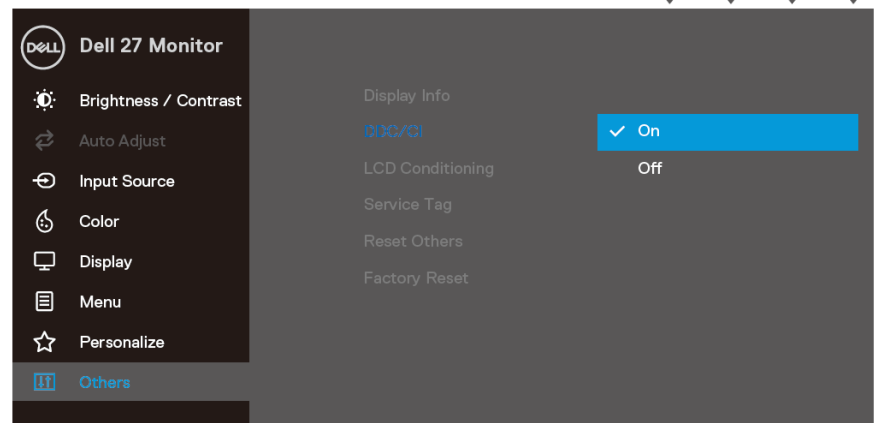 DELL
Dell 27 Monitor
Brightness / Contrast
Auto Adjust
Input Source
Color
Display
Menu
Personalize
Others
Display Info
DDC/CI
LCD Conditioning
Service Tag
Reset Others
Factory Reset
On
Off